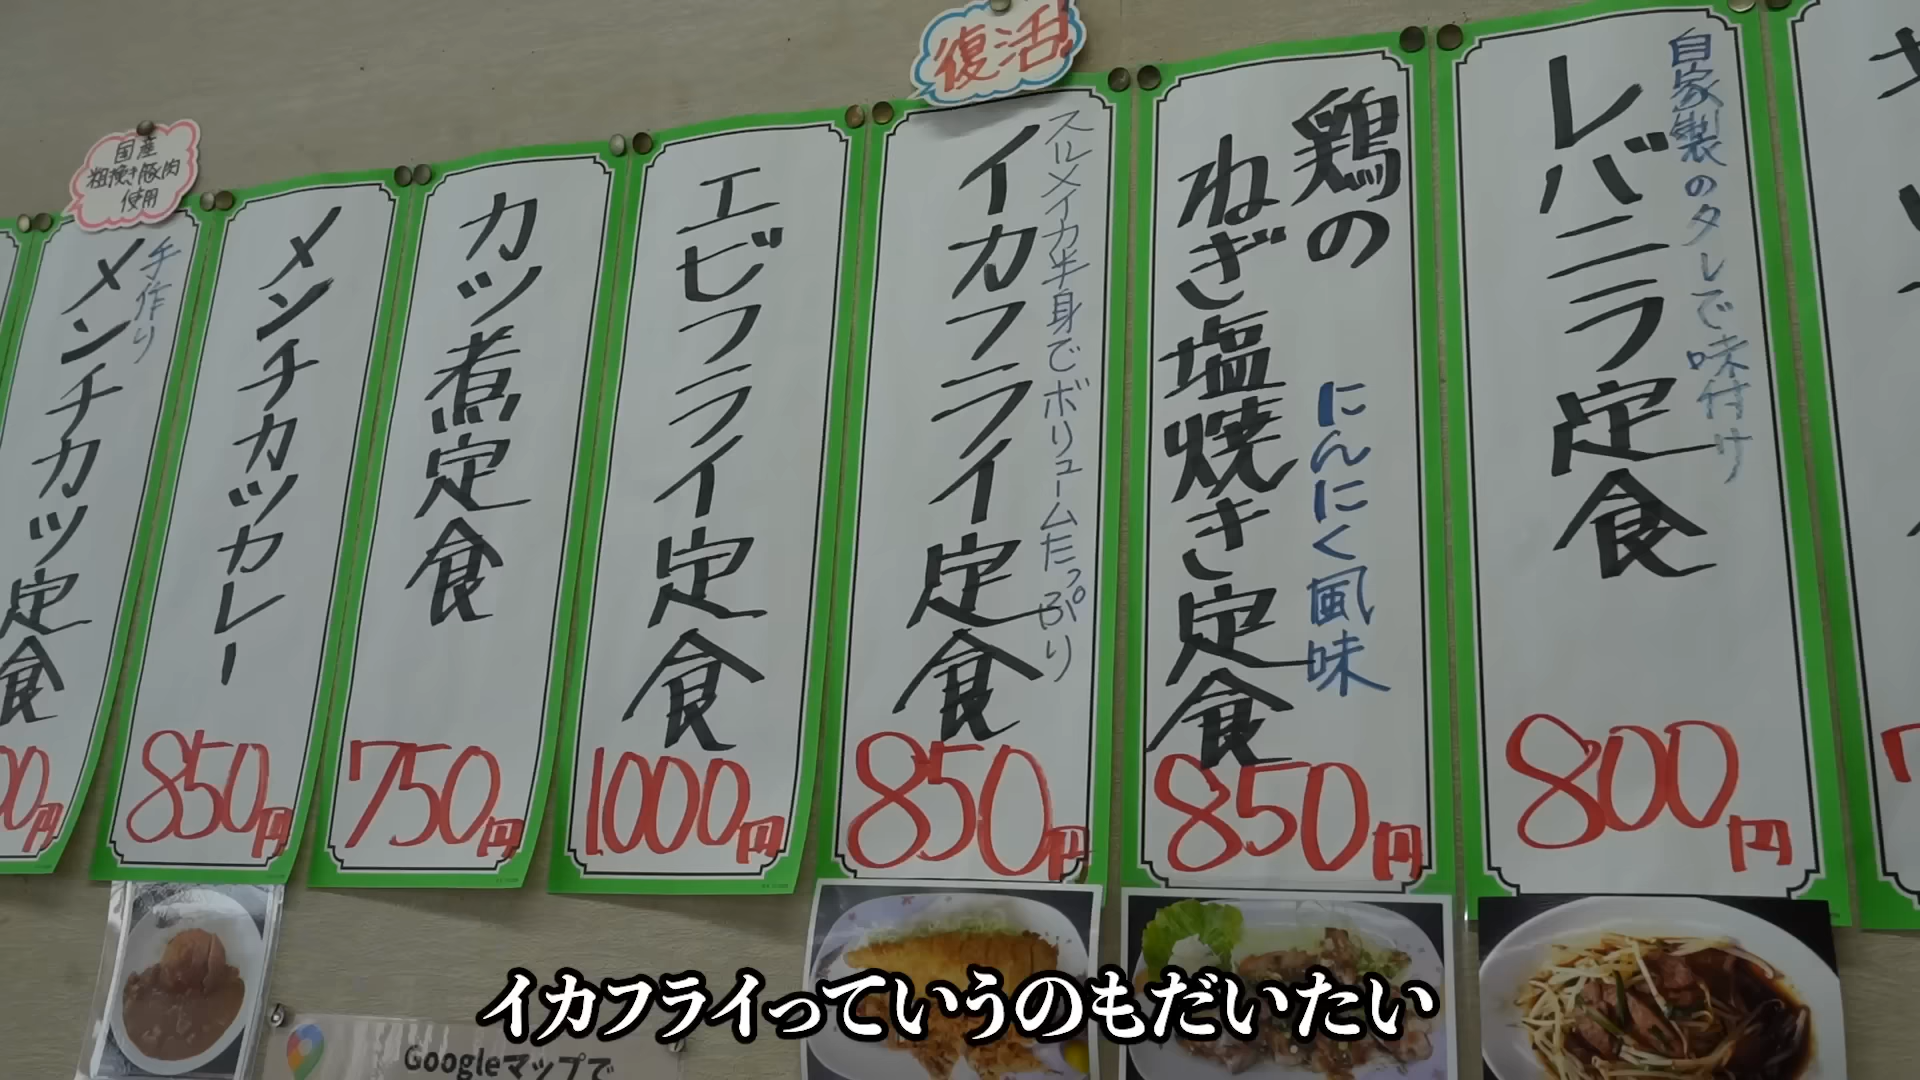 復活!
国産
粗挽き豚肉
使用
手作り
メンチカツ定食
00円
メンチカツカレー
850円
カツ煮定食
750円
エビフライ定食
1000円
スルメイカ半身でボリュームたっぷり
イカフライ定食
850円
鶏の
ねぎ塩焼き定食
にんにく風味
850円
自家製のタレで味付け
レバニラ定食
800円
イカフライっていうのもだいたい
Googleマップで